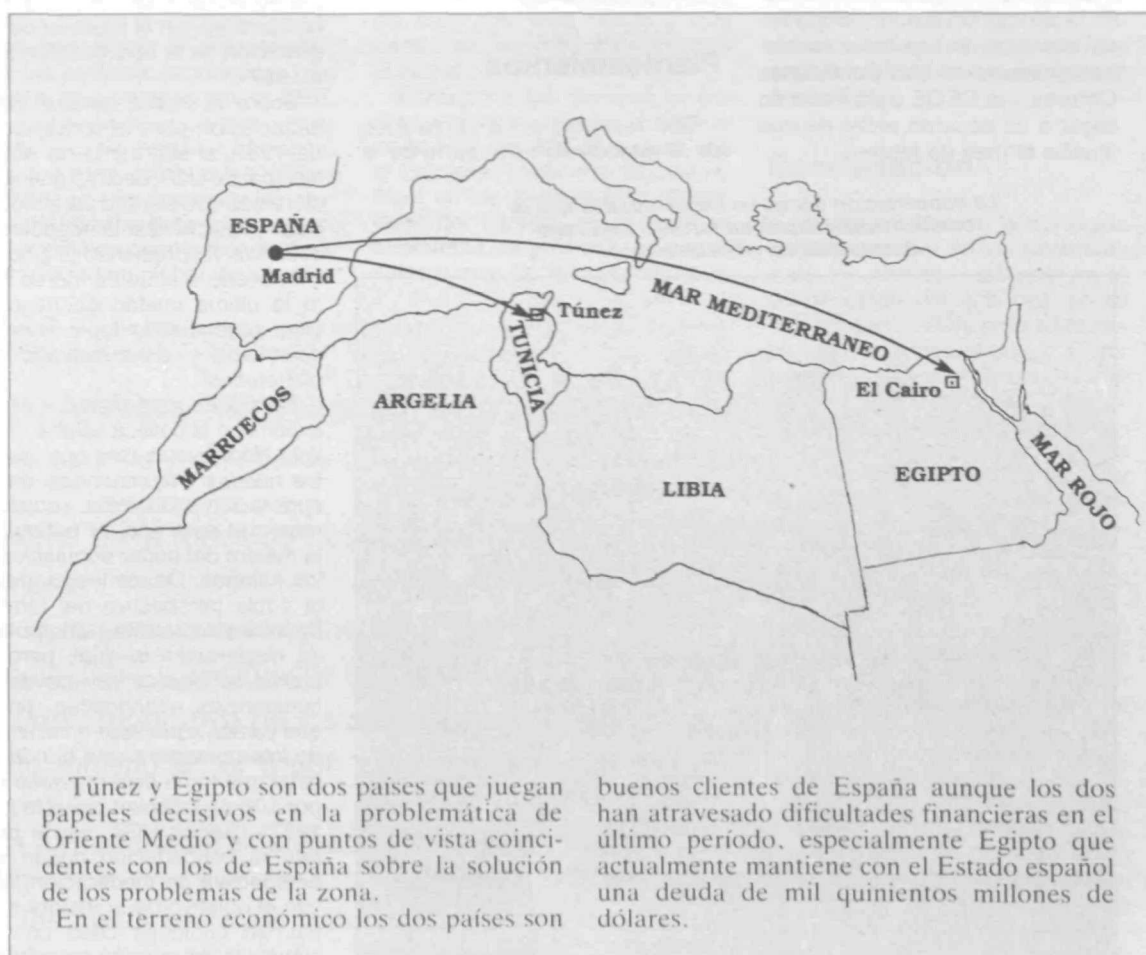 ESPAÑA
Madrid
Túnez
TUNICIA
MAR MEDITERRANEO
El Cairo
MARRUECOS
ARGELIA
LIBIA
EGIPTO
MAR ROJO
Túnez y Egipto son dos países que juegan
papeles decisivos en la problemática de
Oriente Medio y con puntos de vista coinci-
dentes con los de España sobre la solución
de los problemas de la zona.
En el terreno económico los dos países son
buenos clientes de España aunque los dos
han atravesado dificultades financieras en el
último período. especialmente Egipto que
actualmente mantiene con el Estado español
una deuda de mil quinientos millones de
dólares.